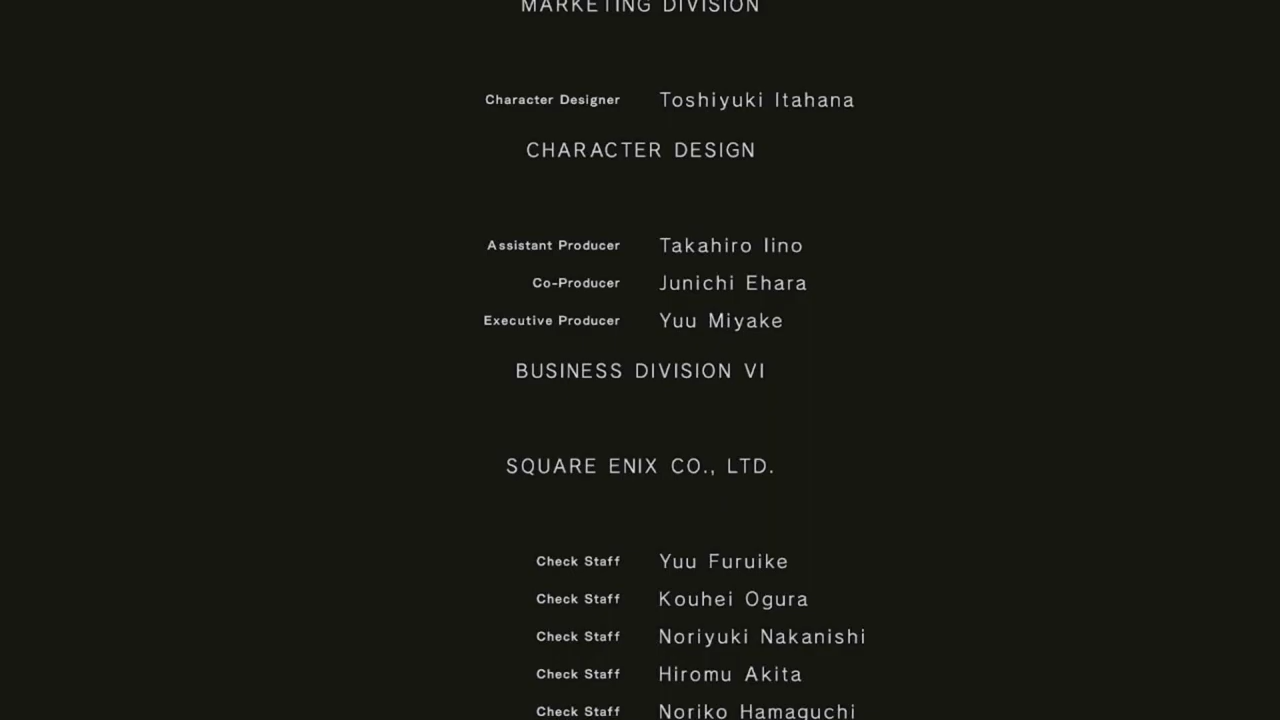 MARKETING DIVISION
Character Designer Toshiyuki Itahana
CHARACTER DESIGN
Assistant Producer Takahiro Iino
Co-Producer Junichi Ehara
Executive Producer Yuu Miyake
BUSINESS DIVISION VI
SQUARE ENIX CO., LTD.
Check Staff Yuu Furuike
Check Staff Kouhei Ogura
Check Staff Noriyuki Nakanishi
Check Staff Hiromu Akita
Check Staff Noriko Hamaguchi